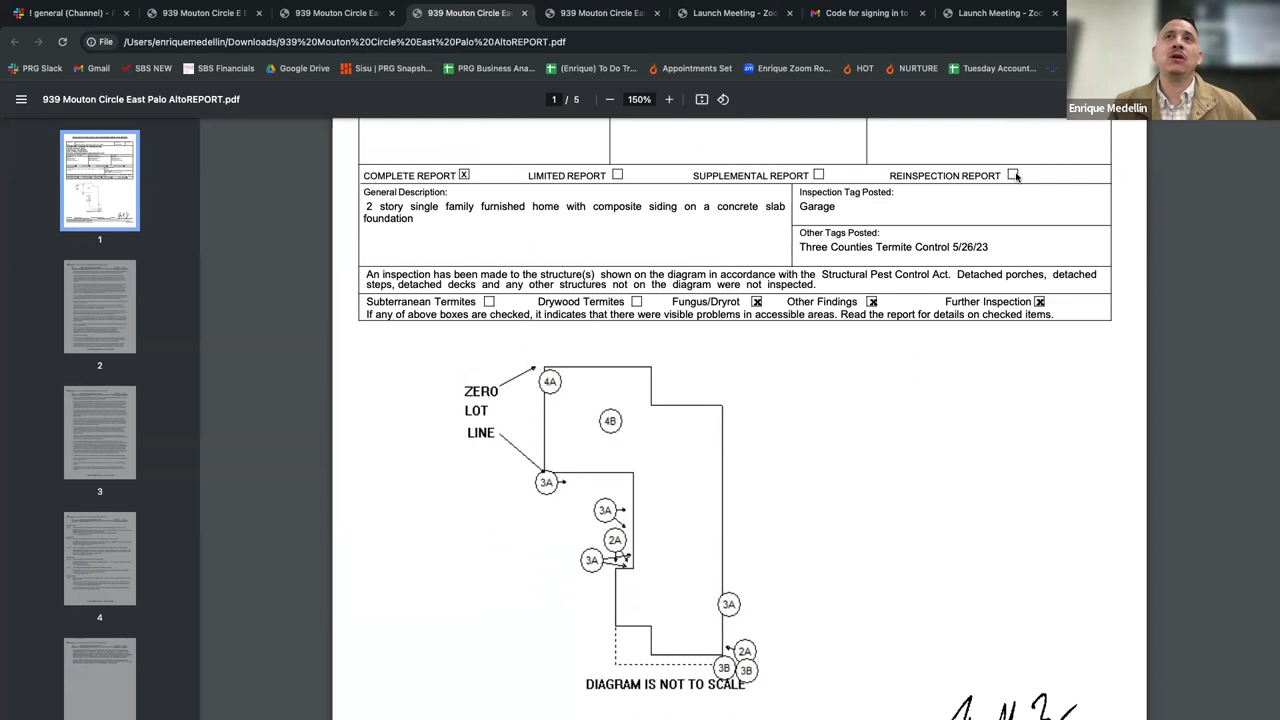 ! general (Channel) - P
939 Mouton Circle E E
939 Mouton Circle Ea
939 Mouton Circle Ea
939 Mouton Circle Ea
Launch Meeting - Zoo
Code for signing in to
Launch Meeting - Zoo
File /Users/enriquemedellin/Downloads/939%20Mouton%20Circle%20East%20Palo%20AltoREPORT.pdf
PRG Slack Gmail SBS NEW SBS Financials Google Drive Sisu | PRG Snapsh... PRG Business Ana... (Enrique) To Do Tr... Appointments Set Enrique Zoom Ro... HOT NURTURE Tuesday Account...
Enrique Medellin
939 Mouton Circle East Palo AltoREPORT.pdf
1 / 5 150%
1
2
3
4
COMPLETE REPORT X LIMITED REPORT SUPPLEMENTAL REPORT REINSPECTION REPORT
General Description:
2 story single family furnished home with composite siding on a concrete slab
foundation
Inspection Tag Posted:
Garage
Other Tags Posted:
Three Counties Termite Control 5/26/23
An inspection has been made to the structure(s) shown on the diagram in accordance with the Structural Pest Control Act. Detached porches, detached
steps, detached decks and any other structures not on the diagram were not inspected.
Subterranean Termites Drywood Termites Fungus/Dryrot X Other Findings X Further Inspection X
If any of above boxes are checked, it indicates that there were visible problems in accessible areas. Read the report for details on checked items.
ZERO
LOT
LINE
4A
4B
3A
3A
2A
3A
3A
2A
3B
3B
DIAGRAM IS NOT TO SCALE